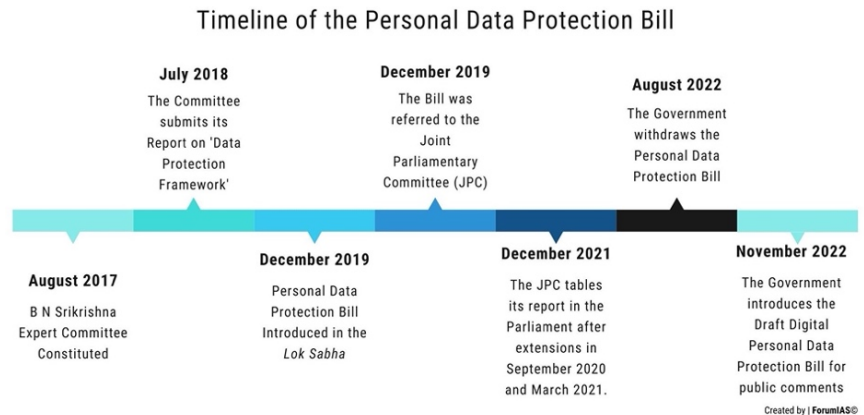 Timeline of the Personal Data Protection Bill
July 2018
The Committee
submits its
Report on 'Data
Protection
Framework'
December 2019
The Bill was
referred to the
Joint
Parliamentary
Committee (JPC)
August 2022
The Government
withdraws the
Personal Data
Protection Bill
August 2017
B N Srikrishna
Expert Committee
Constituted
December 2019
Personal Data
Protection Bill
Introduced in the
Lok Sabha
December 2021
The JPC tables
its report in the
Parliament after
extensions in
September 2020
and March 2021.
November 2022
The Government
introduces the
Draft Digital
Personal Data
Protection Bill for
public comments
Created by | ForumIAS©